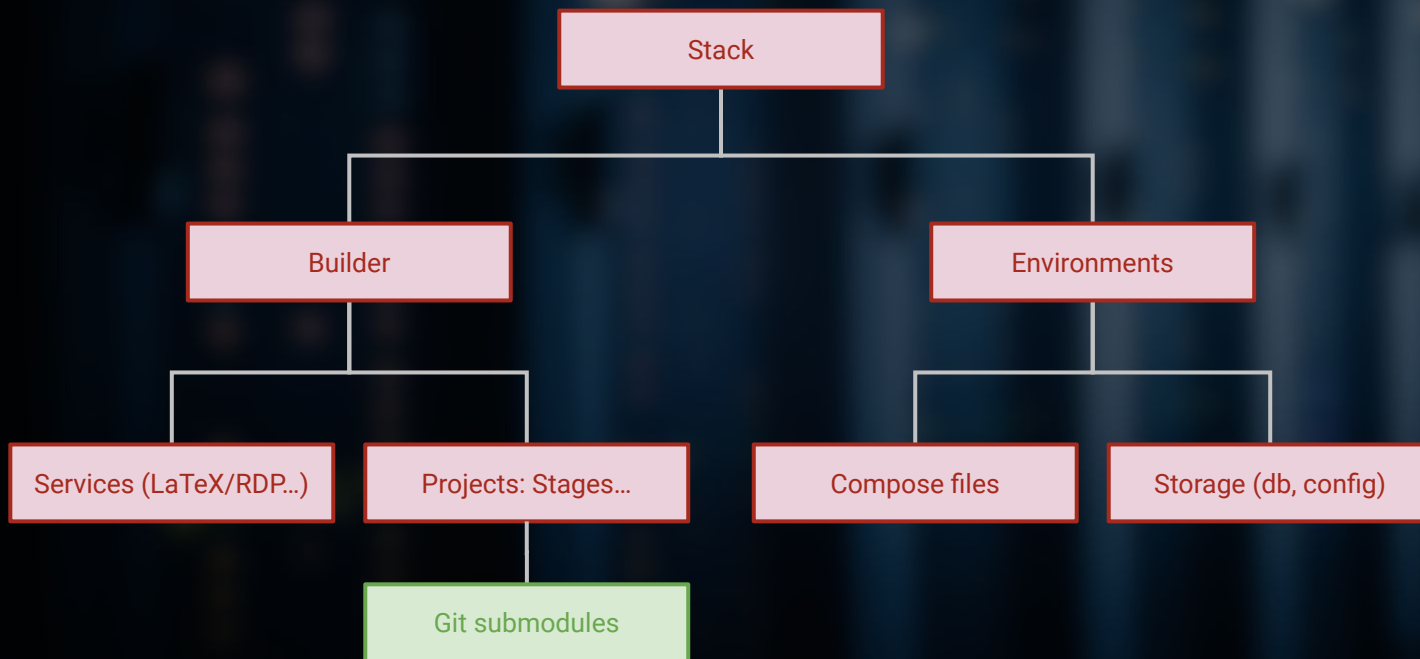 Stack
Builder
Environments
Services (LaTeX/RDP…)
Projects: Stages…
Compose files
Storage (db, config)
Git submodules